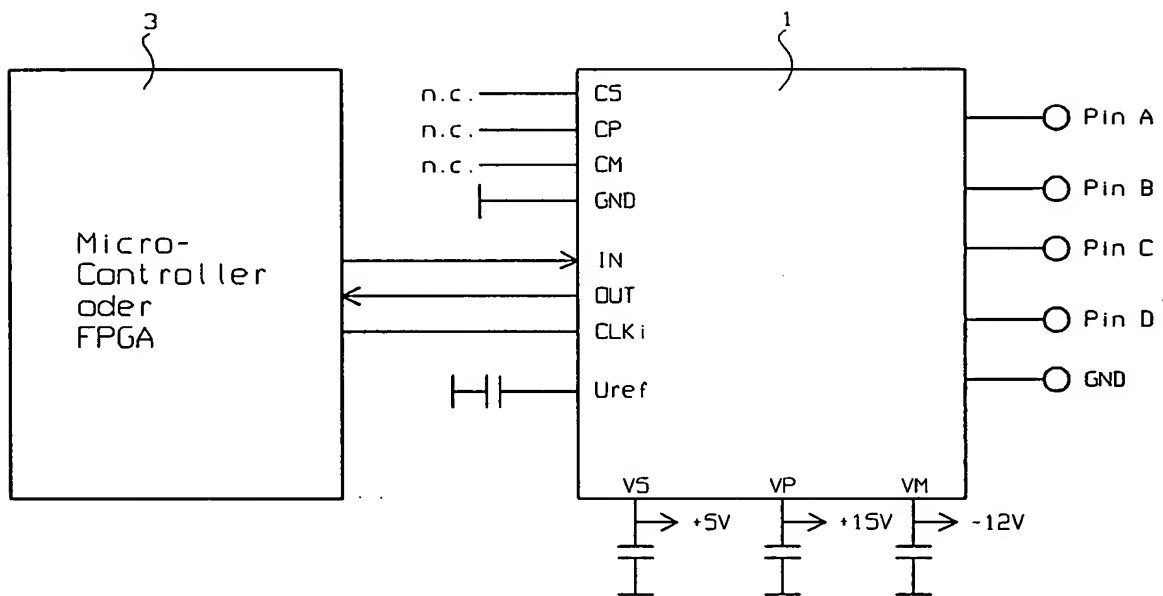 3
1
n.c. CS
n.c. CP
n.c. CM
GND
IN
OUT
CLKi
Uref
Micro-
Controller
oder
FPGA
Pin A
Pin B
Pin C
Pin D
GND
VS VP VM
+5V +15V -12V